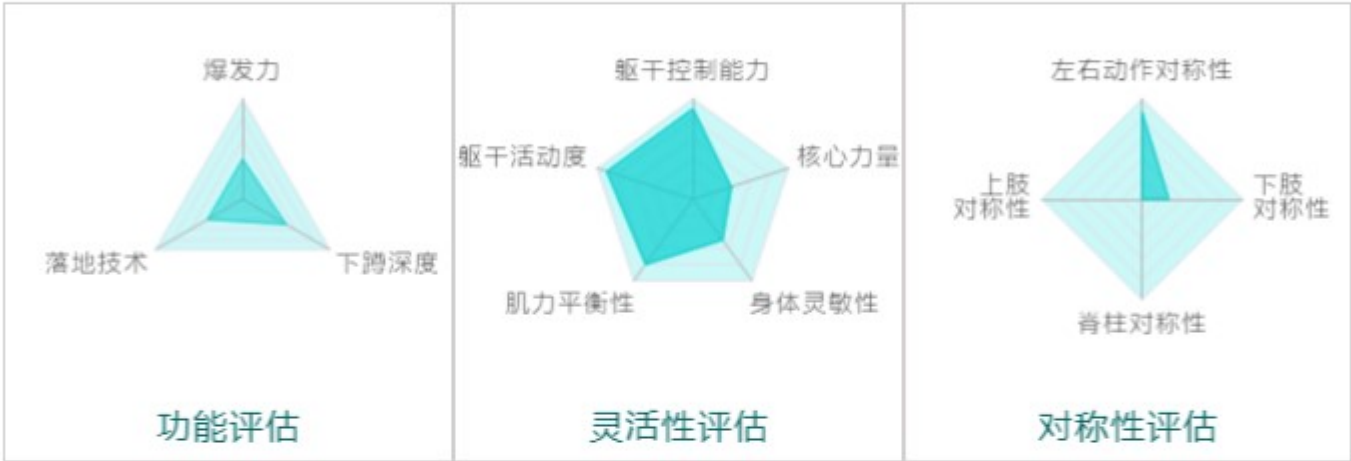 爆发力
落地技术
下蹲深度
功能评估
躯干控制能力
躯干活动度
核心力量
肌力平衡性
身体灵敏性
灵活性评估
左右动作对称性
上肢
对称性
下肢
对称性
脊柱对称性
对称性评估